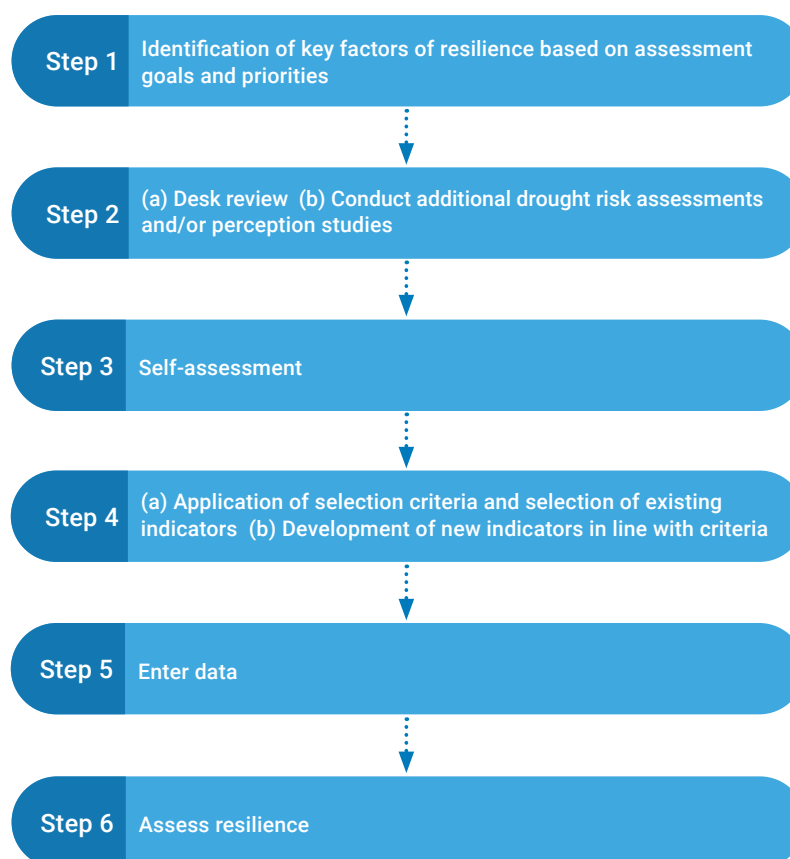 Step 1
Identification of key factors of resilience based on assessment
goals and priorities
Step 2
(a) Desk review (b) Conduct additional drought risk assessments
and/or perception studies
Step 3
Self-assessment
Step 4
(a) Application of selection criteria and selection of existing
indicators (b) Development of new indicators in line with criteria
Step 5
Enter data
Step 6
Assess resilience